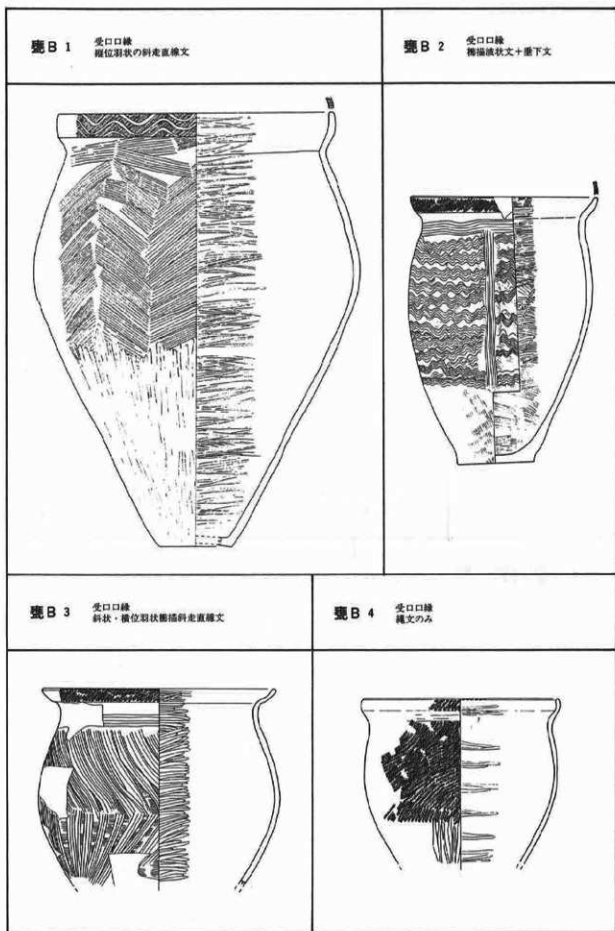 甕B 1
受口口縁
縦位羽状の斜走直線文
甕B 2
受口口縁
櫛描波状文＋垂下文
甕B 3
受口口縁
斜状・横位羽状櫛描斜走直線文
甕B 4
受口口縁
縄文のみ